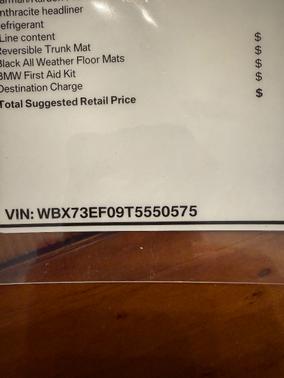 nthracite headliner
efrigerant
Line content $
Reversible Trunk Mat $
Black All Weather Floor Mats $
BMW First Aid Kit $
Destination Charge
Total Suggested Retail Price $
VIN: WBX73EF09T5550575